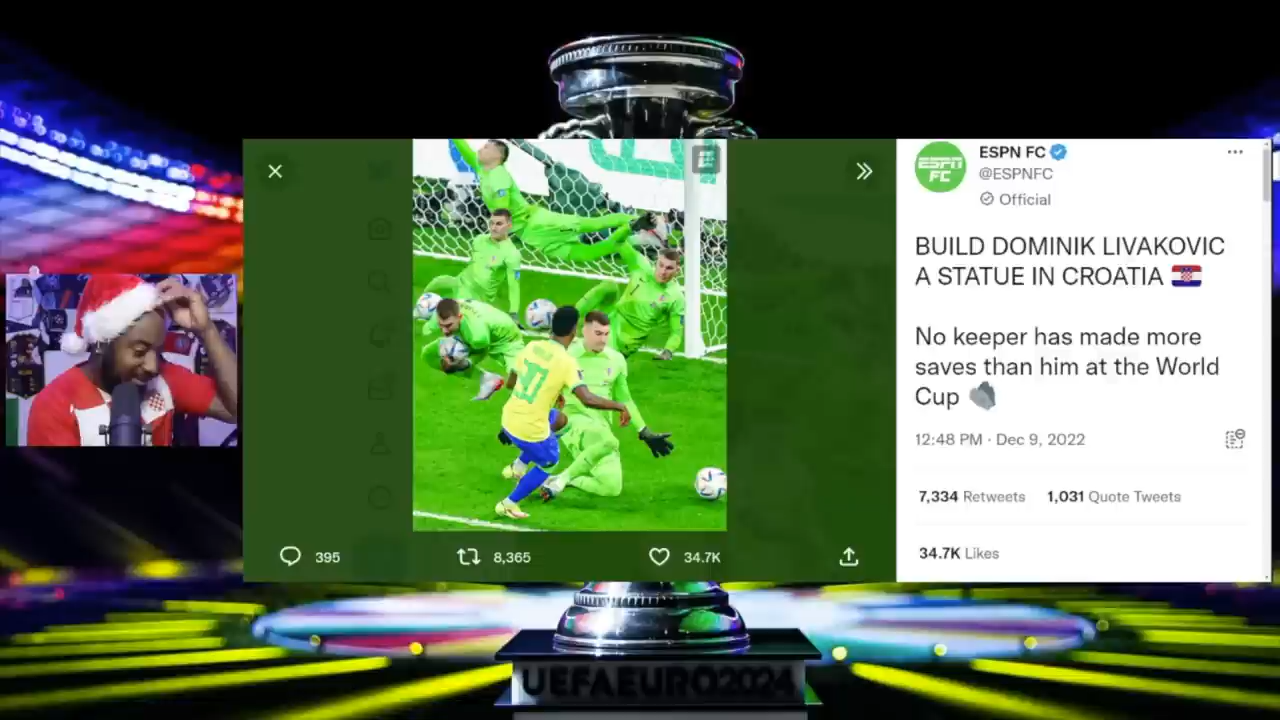 ESPN FC
@ESPNFC
Official
BUILD DOMINIK LIVAKOVIC
A STATUE IN CROATIA 🇭🇷
No keeper has made more
saves than him at the World
Cup 🧤
12:48 PM · Dec 9, 2022
7,334 Retweets 1,031 Quote Tweets
34.7K Likes
395
8,365
34.7K
ESPN
FC
UEFAEURO2024